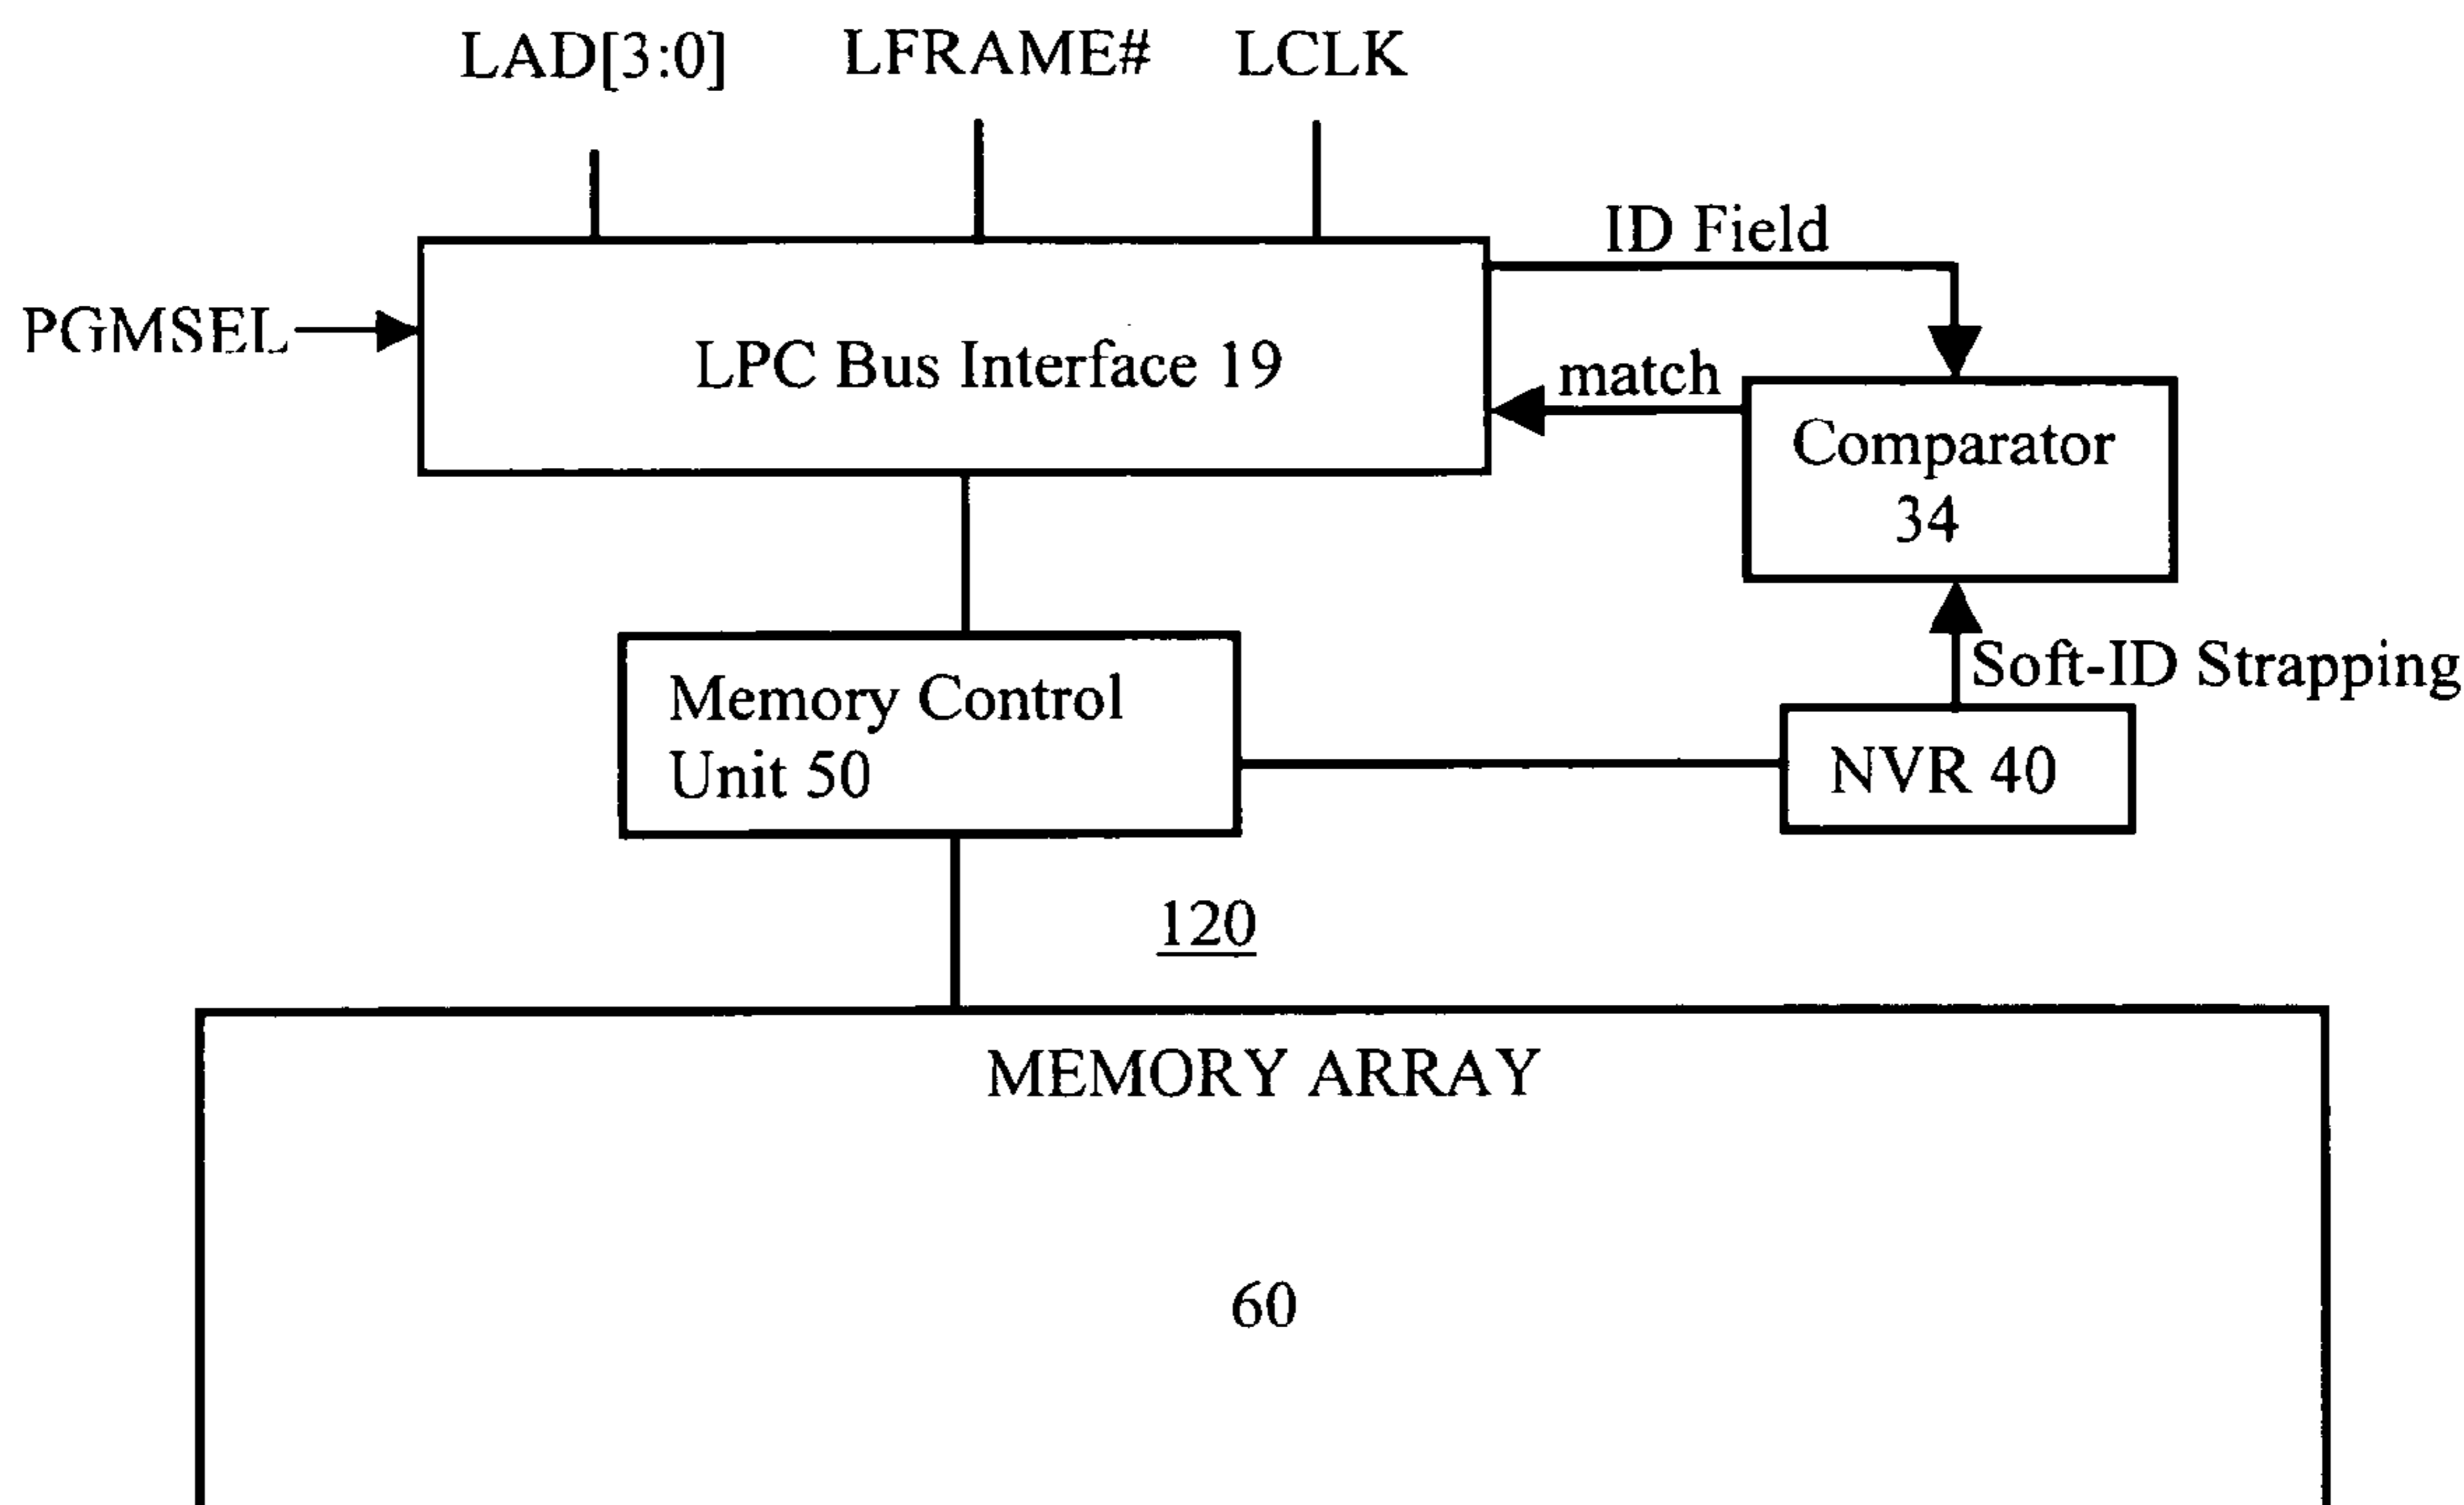 LAD[3:0] LFRAME# LCLK
ID Field
PGMSEL
LPC Bus Interface 19
match
Comparator
34
Soft-ID Strapping
Memory Control
Unit 50
NVR 40
120
MEMORY ARRAY
60